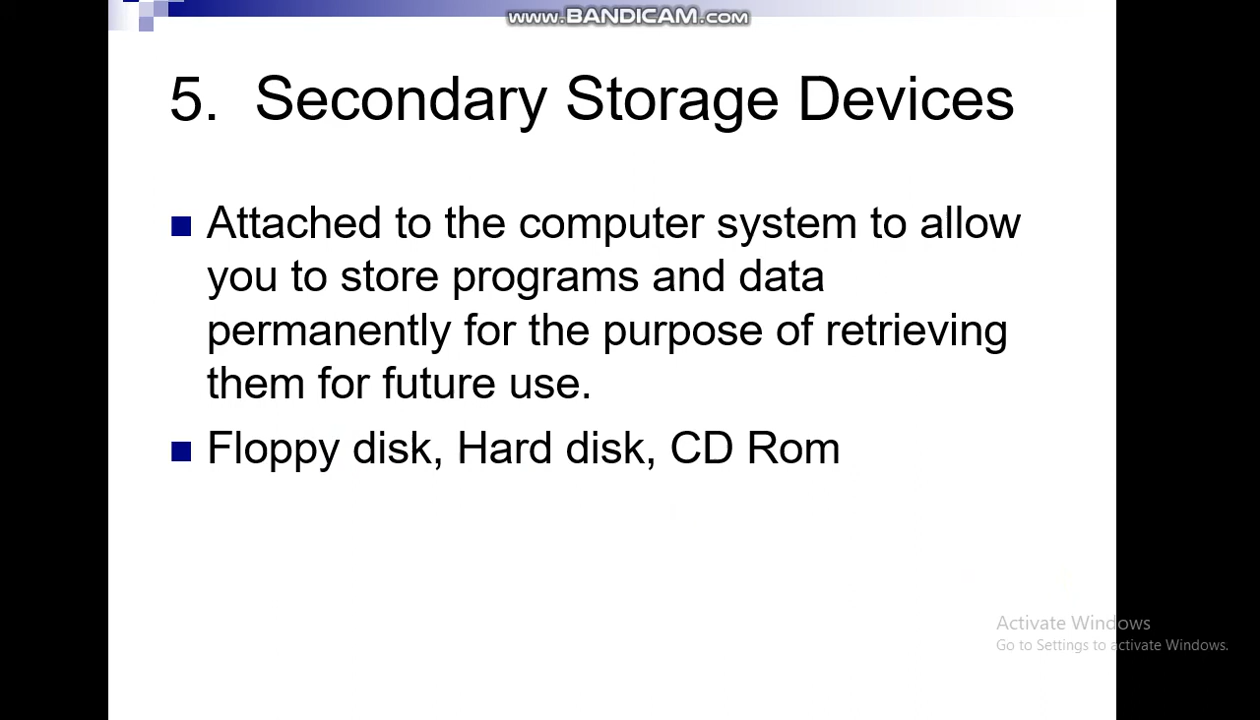 www.BANDICAM.com
5. Secondary Storage Devices
Attached to the computer system to allow
you to store programs and data
permanently for the purpose of retrieving
them for future use.
Floppy disk, Hard disk, CD Rom
Activate Windows
Go to Settings to activate Windows.